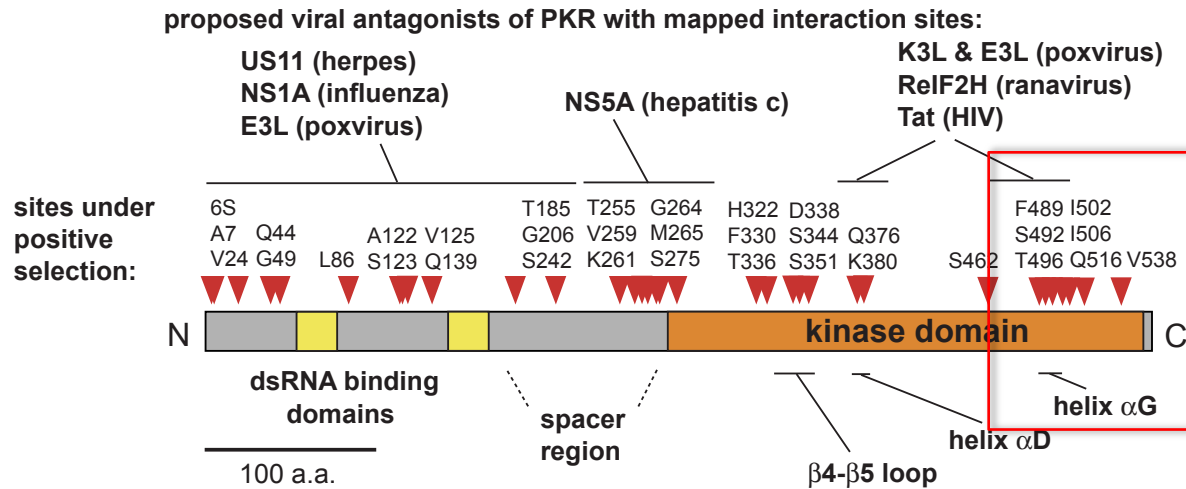 proposed viral antagonists of PKR with mapped interaction sites:
US11 (herpes)
NS1A (influenza)
E3L (poxvirus)
NS5A (hepatitis c)
K3L & E3L (poxvirus)
ReIF2H (ranavirus)
Tat (HIV)
sites under
positive
selection:
6S
A7
V24
Q44
G49
L86
A122 V125
S123 Q139
T185
G206
S242
T255 G264
V259 M265
K261 S275
H322 D338
F330 S344
T336 S351
Q376
K380
S462
F489 I502
S492 I506
T496 Q516 V538
N
kinase domain
C
dsRNA binding
domains
spacer
region
β4-β5 loop
helix αD
helix αG
100 a.a.